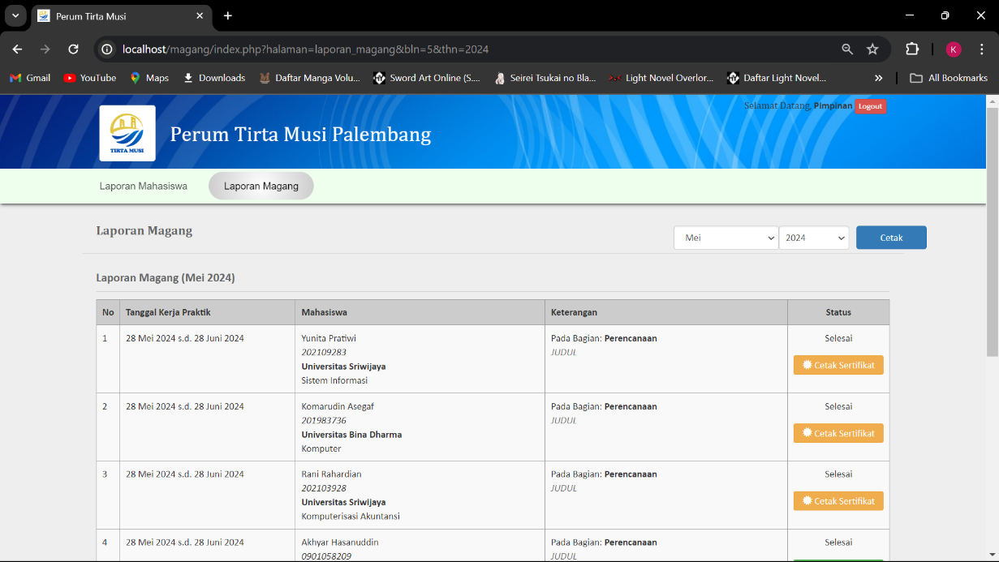 Perum Tirta Musi
localhost/magang/index.php?halaman=laporan_magang&bln=5&thn=2024
K
Gmail
YouTube
Maps
Downloads
Daftar Manga Volu...
Sword Art Online (S....
Seirei Tsukai no Bla...
Light Novel Overlor...
Daftar Light Novel...
All Bookmarks
Selamat Datang, Pimpinan Logout
TIRTA MUSI
Perum Tirta Musi Palembang
Laporan Mahasiswa
Laporan Magang
Laporan Magang
Mei
2024
Cetak
Laporan Magang (Mei 2024)
No Tanggal Kerja Praktik Mahasiswa Keterangan Status
1 28 Mei 2024 s.d. 28 Juni 2024 Yunita Pratiwi Pada Bagian: Perencanaan Selesai
202109283 JUDUL
Universitas Sriwijaya Cetak Sertifikat
Sistem Informasi
2 28 Mei 2024 s.d. 28 Juni 2024 Komarudin Asegaf Pada Bagian: Perencanaan Selesai
201983736 JUDUL
Universitas Bina Dharma Cetak Sertifikat
Komputer
3 28 Mei 2024 s.d. 28 Juni 2024 Rani Rahardian Pada Bagian: Perencanaan Selesai
202103928 JUDUL
Universitas Sriwijaya Cetak Sertifikat
Komputerisasi Akuntansi
4 28 Mei 2024 s.d. 28 Juni 2024 Akhyar Hasanuddin Pada Bagian: Perencanaan Selesai
0901058209 JUDUL